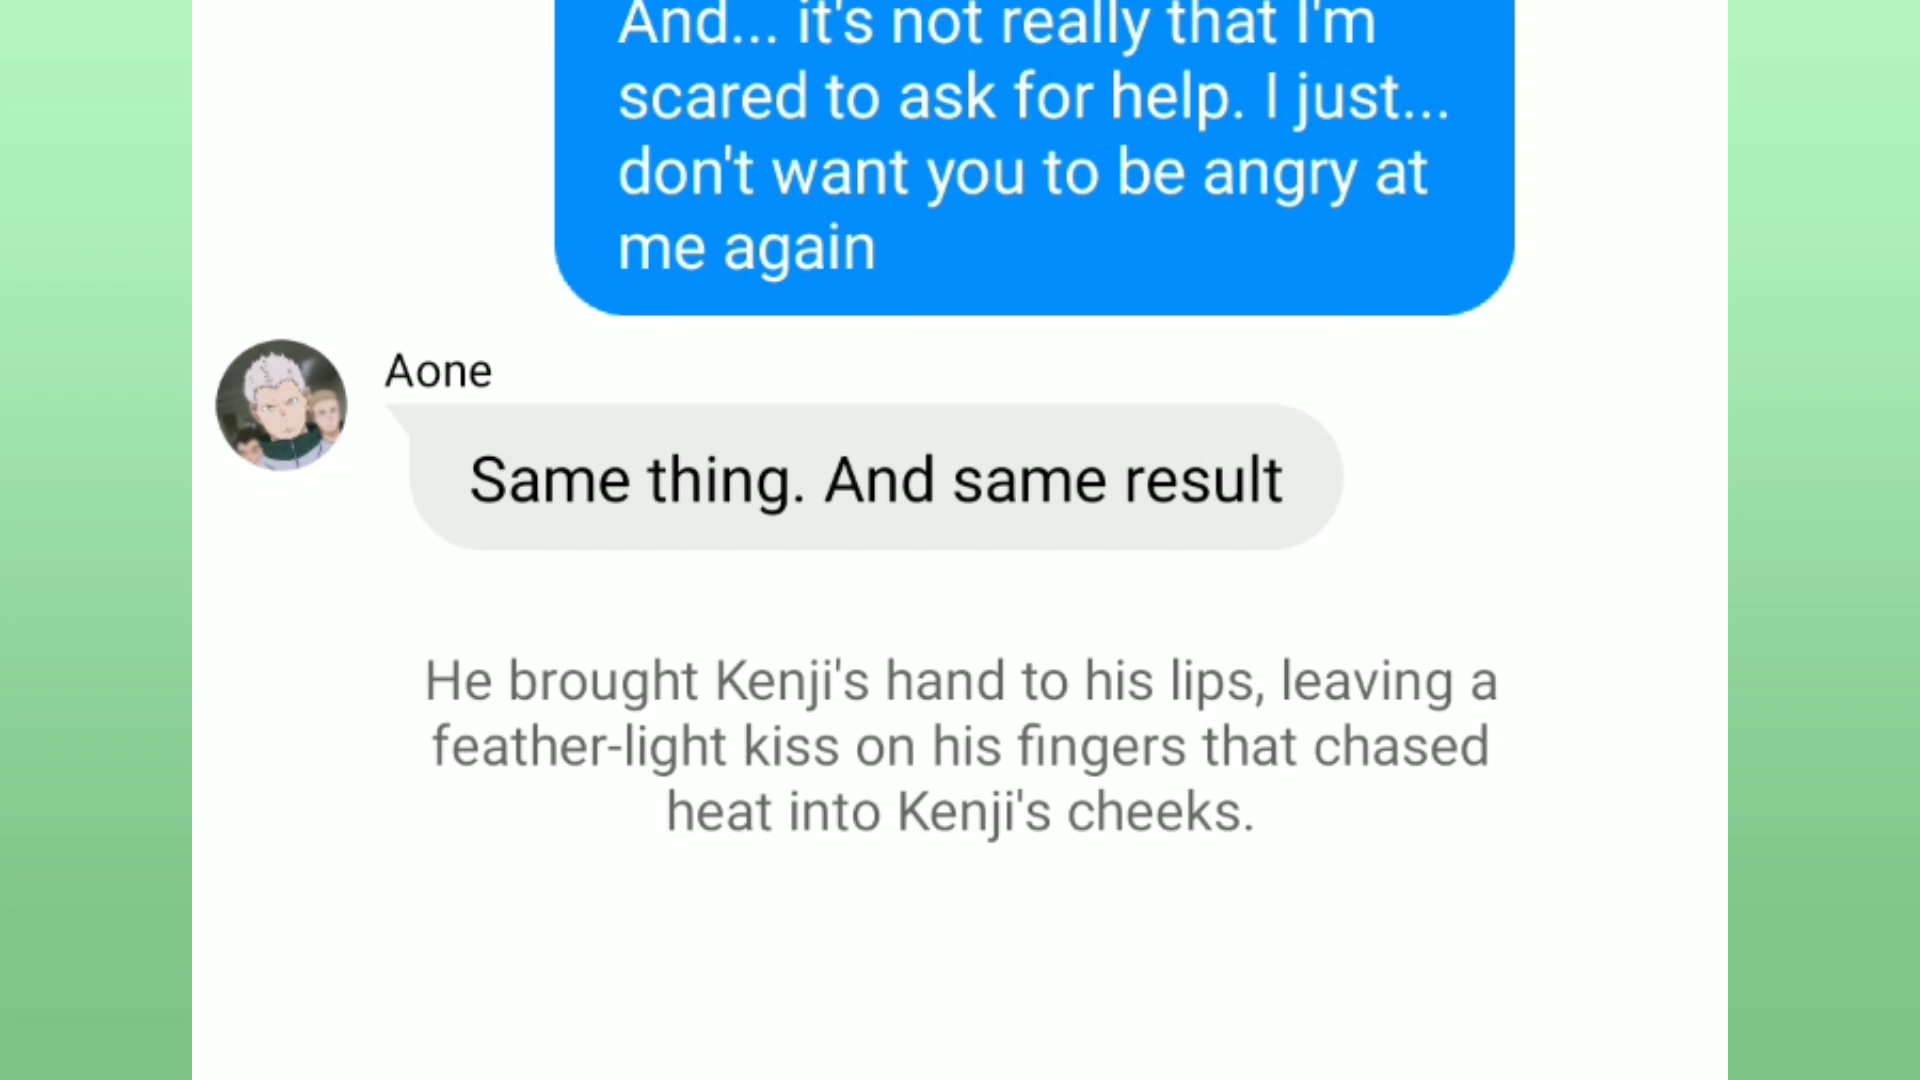 And... it's not really that I'm
scared to ask for help. I just...
don't want you to be angry at
me again
Aone
Same thing. And same result
He brought Kenji's hand to his lips, leaving a
feather-light kiss on his fingers that chased
heat into Kenji's cheeks.